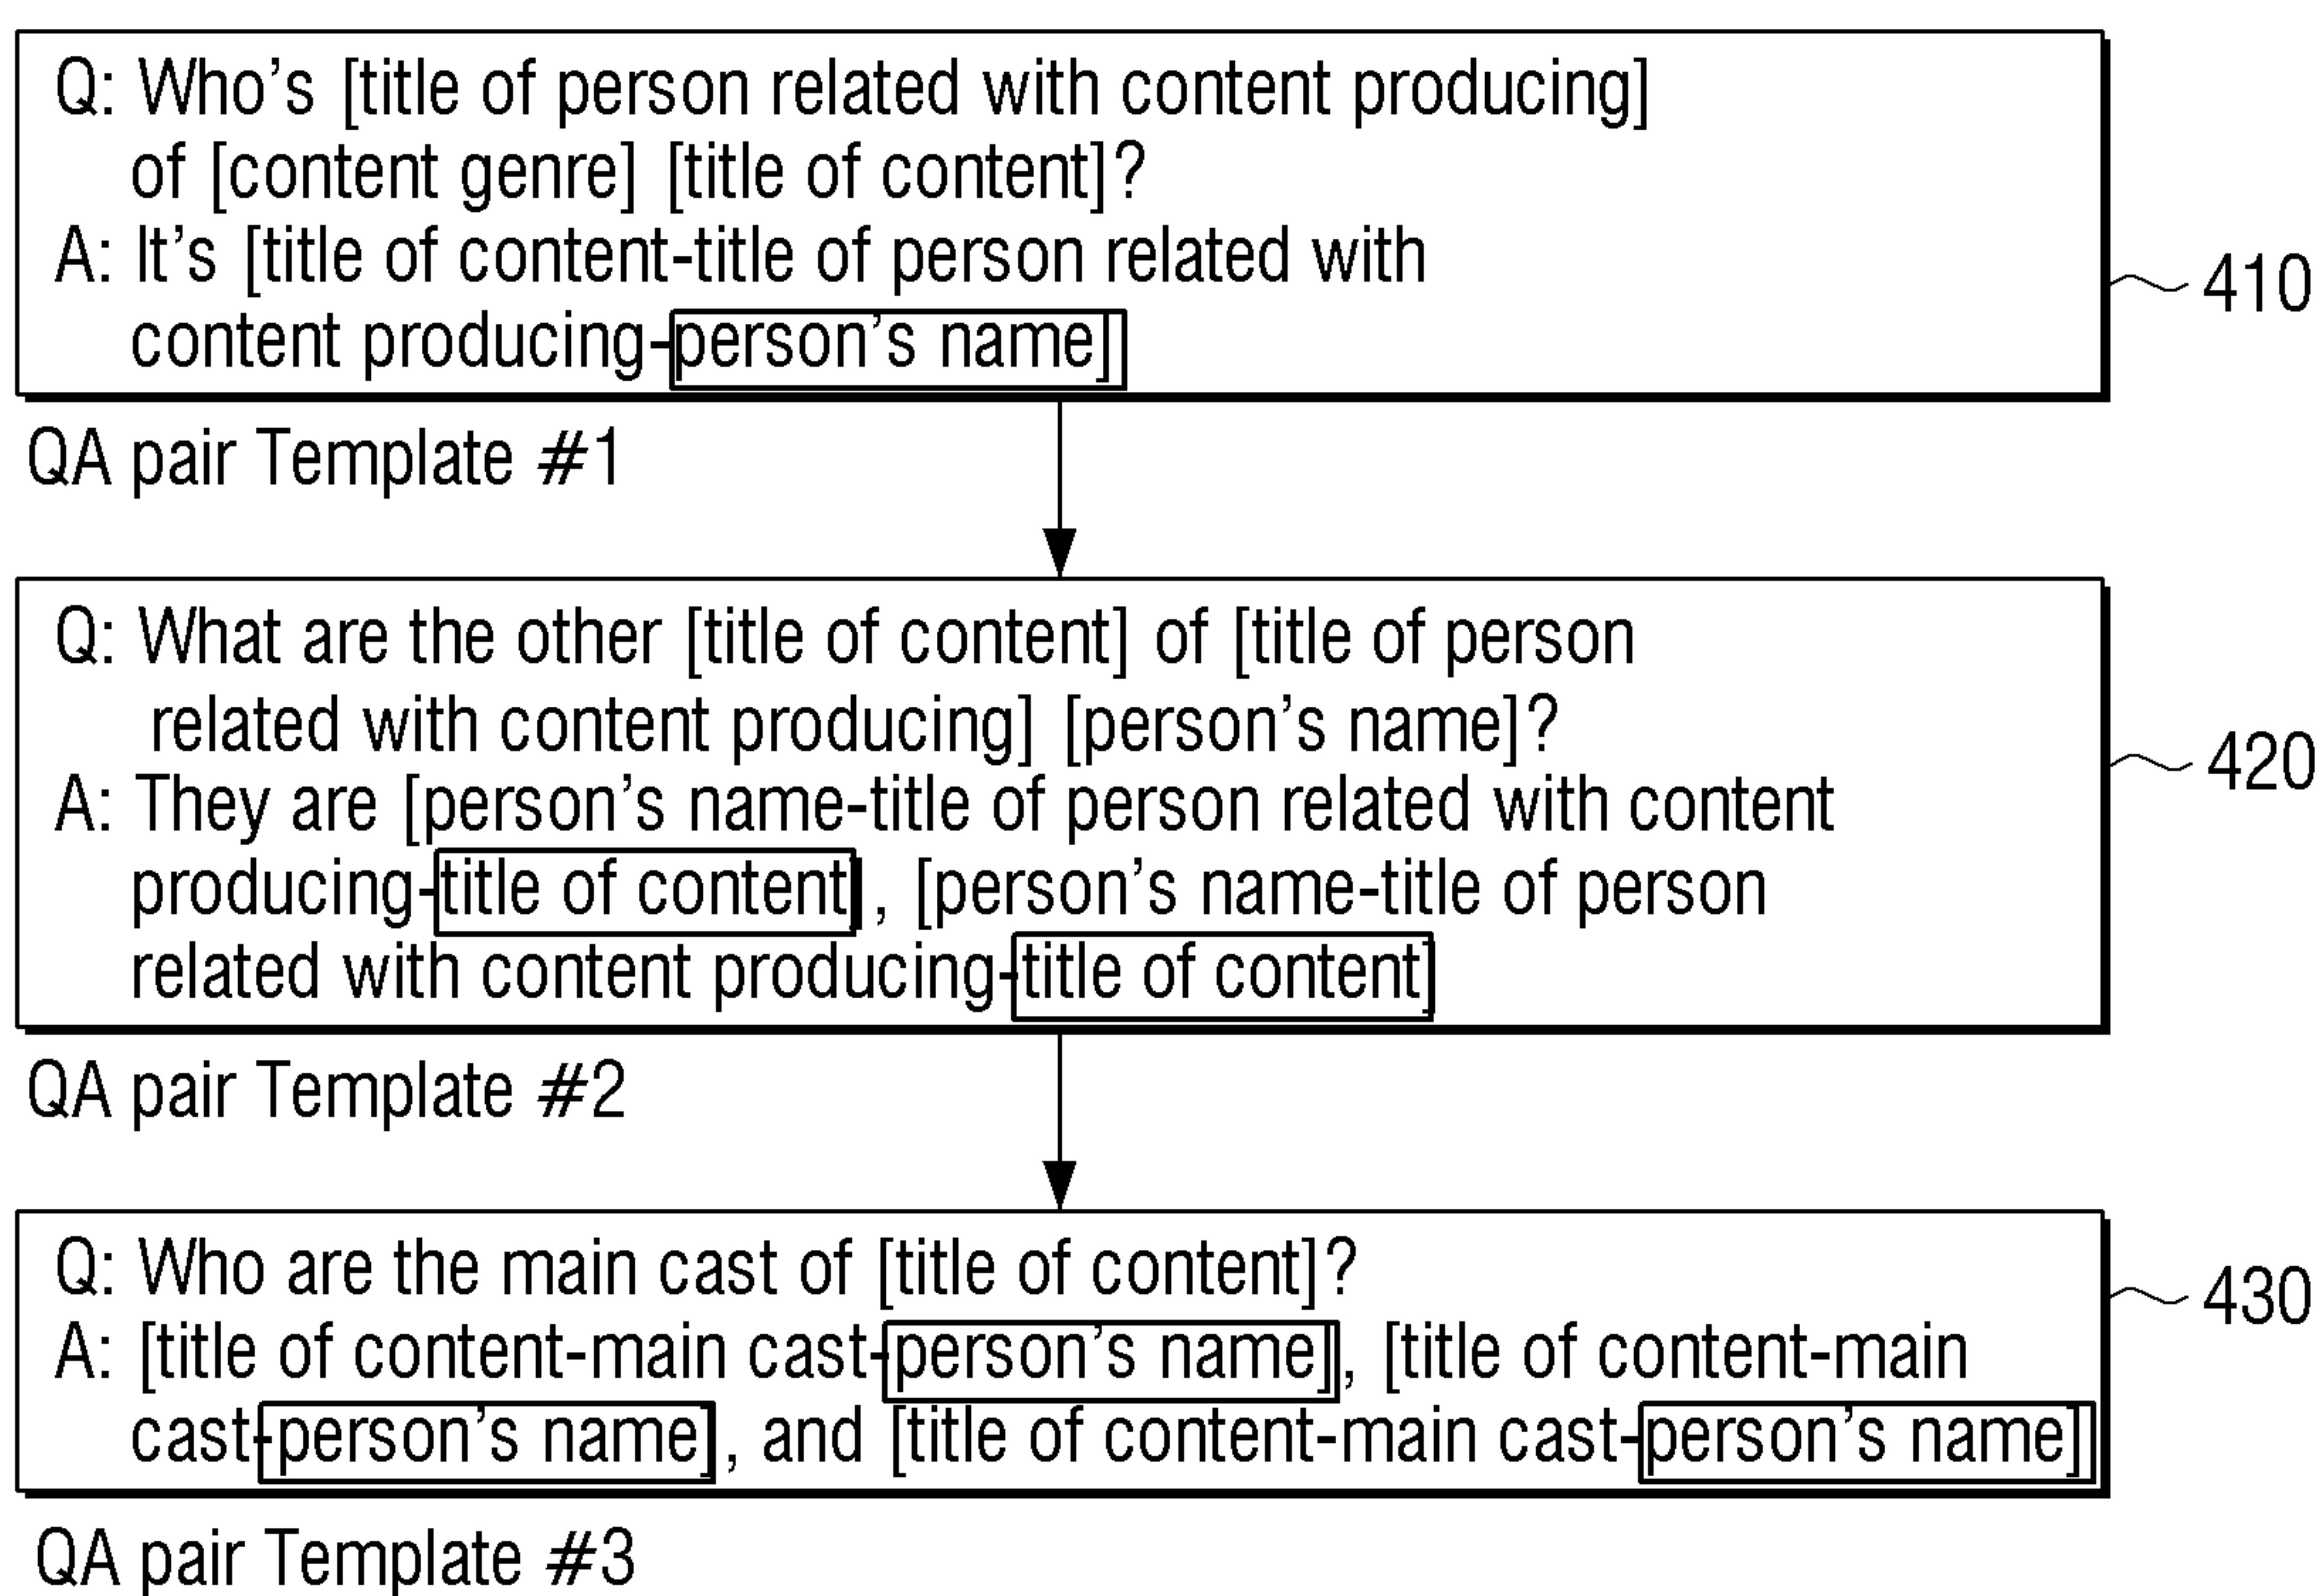 Q: Who's [title of person related with content producing]
of [content genre] [title of content]?
A: It's [title of content-title of person related with
content producing-person's name]
410
QA pair Template #1
Q: What are the other [title of content] of [title of person
related with content producing] [person's name]?
A: They are [person's name-title of person related with content
producing-title of content], [person's name-title of person
related with content producing-title of content]
420
QA pair Template #2
Q: Who are the main cast of [title of content]?
A: [title of content-main cast-person's name], [title of content-main
cast-person's name], and [title of content-main cast-person's name]
430
QA pair Template #3